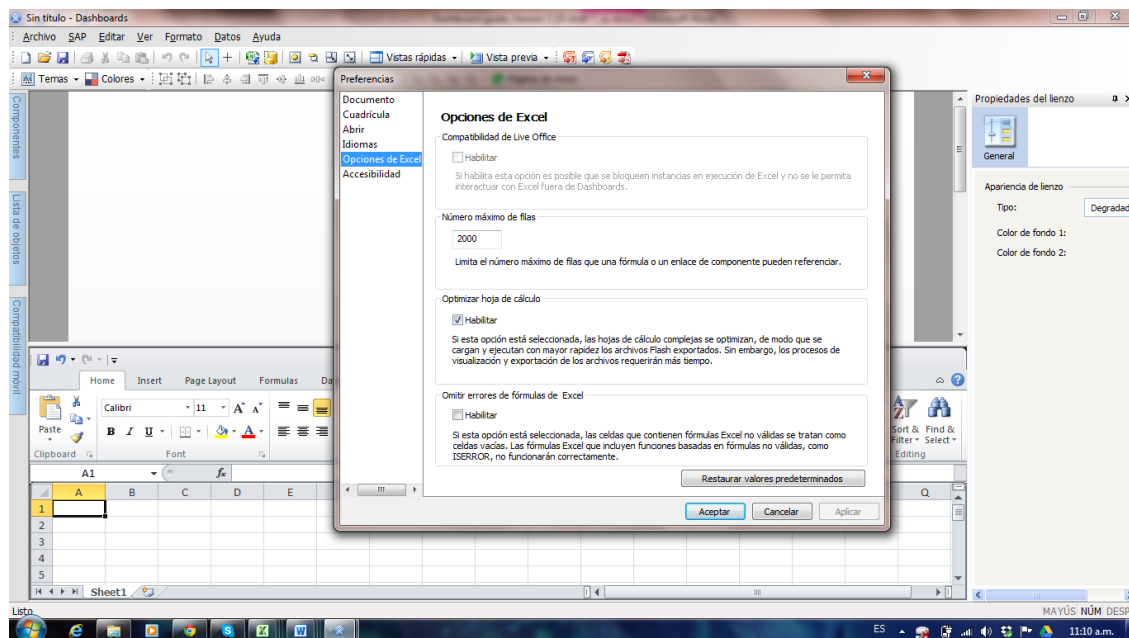 Sin título - Dashboards
Archivo SAP Editar Ver Formato Datos Ayuda
Vistas rápidas Vista previa
Temas Colores
Componentes
Lista de objetos
Compatibilidad móvil
Preferencias
Documento
Cuadrícula
Abrir
Idiomas
Opciones de Excel
Accesibilidad
Opciones de Excel
Compatibilidad de Live Office
Habilitar
Si habilita esta opción es posible que se bloqueen instancias en ejecución de Excel y no se le permita
interactuar con Excel fuera de Dashboards.
Número máximo de filas
2000
Limita el número máximo de filas que una fórmula o un enlace de componente pueden referenciar.
Optimizar hoja de cálculo
Habilitar
Si esta opción está seleccionada, las hojas de cálculo complejas se optimizan, de modo que se
cargan y ejecutan con mayor rapidez los archivos Flash exportados. Sin embargo, los procesos de
visualización y exportación de los archivos requerirán más tiempo.
Omitir errores de fórmulas de Excel
Habilitar
Si esta opción está seleccionada, las celdas que contienen fórmulas Excel no válidas se tratan como
celdas vacías. Las fórmulas Excel que incluyen funciones basadas en fórmulas no válidas, como
ISERROR, no funcionarán correctamente.
Restaurar valores predeterminados
Aceptar Cancelar Aplicar
Propiedades del lienzo
General
Apariencia de lienzo
Tipo: Degradad
Color de fondo 1:
Color de fondo 2:
Home Insert Page Layout Formulas Da
Calibri 11 A A
Paste B I U A
Sort & Find &
Filter Select
Clipboard Font Editing
A1 fx
A B C D E Q
1
2
3
4
5
Sheet1
Listo MAYÚS NÚM DESP
ES 11:10 a.m.